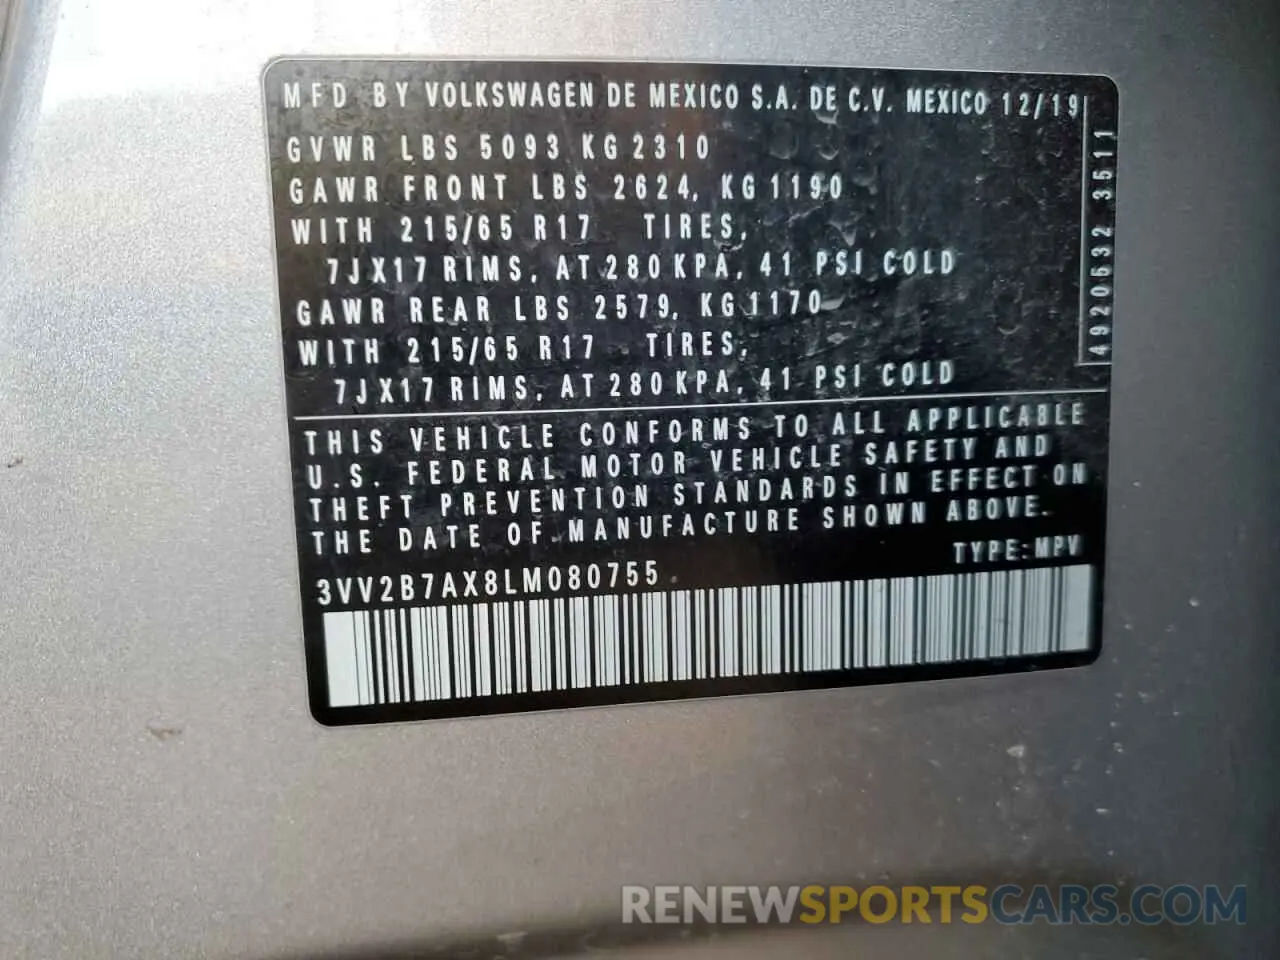 MFD BY VOLKSWAGEN DE MEXICO S.A. DE C.V. MEXICO 12/19
GVWR LBS 5093 KG 2310
GAWR FRONT LBS 2624, KG 1190
WITH 215/65 R17 TIRES,
7JX17 RIMS, AT 280 KPA, 41 PSI COLD
GAWR REAR LBS 2579, KG 1170
WITH 215/65 R17 TIRES,
7JX17 RIMS, AT 280 KPA, 41 PSI COLD
4920632 3511
THIS VEHICLE CONFORMS TO ALL APPLICABLE
U.S. FEDERAL MOTOR VEHICLE SAFETY AND
THEFT PREVENTION STANDARDS IN EFFECT ON
THE DATE OF MANUFACTURE SHOWN ABOVE.
TYPE: MPV
3VV2B7AX8LM080755
RENEWSPORTSCARS.COM